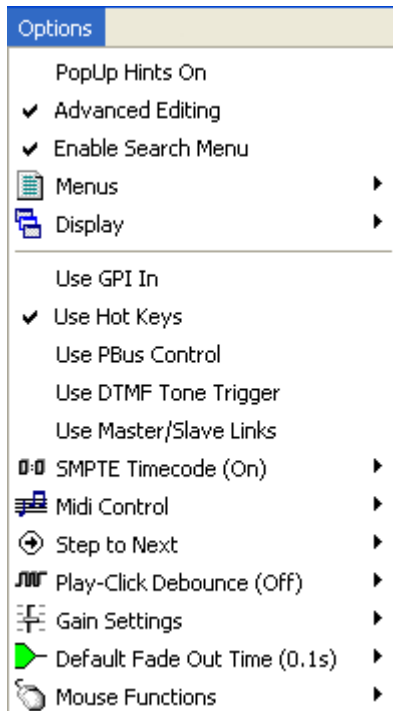 Options
PopUp Hints On
Advanced Editing
Enable Search Menu
Menus
Display
Use GPI In
Use Hot Keys
Use PBus Control
Use DTMF Tone Trigger
Use Master/Slave Links
0:0 SMPTE Timecode (On)
Midi Control
Step to Next
Play-Click Debounce (Off)
Gain Settings
Default Fade Out Time (0.1s)
Mouse Functions